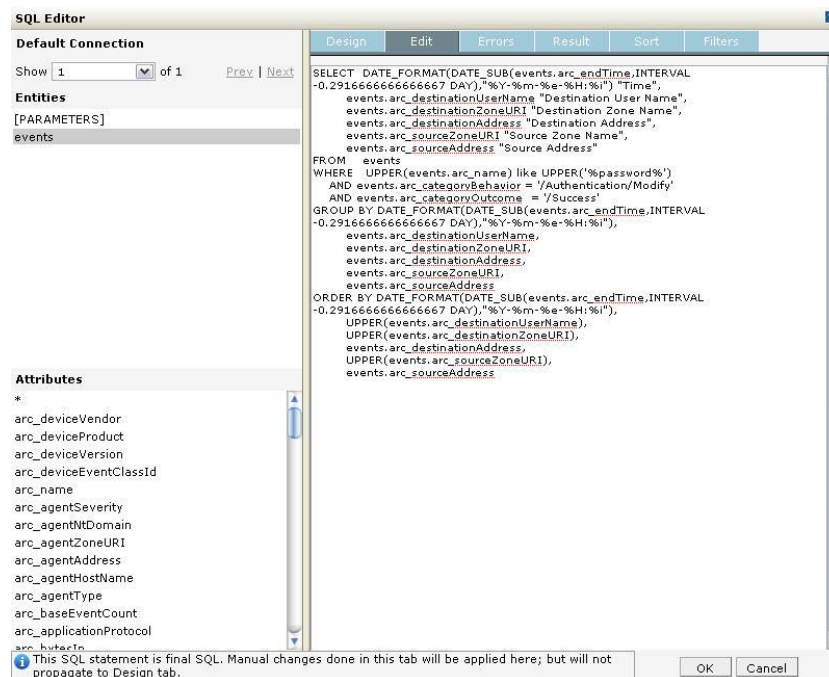 SQL Editor
Default Connection
Show 1 of 1 Prev | Next
Entities
[PARAMETERS]
events
Attributes
*
arc_deviceVendor
arc_deviceProduct
arc_deviceVersion
arc_deviceEventClassId
arc_name
arc_agentSeverity
arc_agentNtDomain
arc_agentZoneURI
arc_agentAddress
arc_agentHostName
arc_agentType
arc_baseEventCount
arc_applicationProtocol
arc_bytesIn
Design Edit Errors Result Sort Filters
SELECT DATE_FORMAT(DATE_SUB(events.arc_endTime,INTERVAL
-0.2916666666666667 DAY),"%Y-%m-%e-%H:%i") "Time",
events.arc_destinationUserName "Destination User Name",
events.arc_destinationZoneURI "Destination Zone Name",
events.arc_destinationAddress "Destination Address",
events.arc_sourceZoneURI "Source Zone Name",
events.arc_sourceAddress "Source Address"
FROM events
WHERE UPPER(events.arc_name) like UPPER('%password%')
AND events.arc_categoryBehavior = '/Authentication/Modify'
AND events.arc_categoryOutcome = '/Success'
GROUP BY DATE_FORMAT(DATE_SUB(events.arc_endTime,INTERVAL
-0.2916666666666667 DAY),"%Y-%m-%e-%H:%i"),
events.arc_destinationUserName,
events.arc_destinationZoneURI,
events.arc_destinationAddress,
events.arc_sourceZoneURI,
events.arc_sourceAddress
ORDER BY DATE_FORMAT(DATE_SUB(events.arc_endTime,INTERVAL
-0.2916666666666667 DAY),"%Y-%m-%e-%H:%i"),
UPPER(events.arc_destinationUserName),
UPPER(events.arc_destinationZoneURI),
events.arc_destinationAddress,
UPPER(events.arc_sourceZoneURI),
events.arc_sourceAddress
This SQL statement is final SQL. Manual changes done in this tab will be applied here; but will not
propagate to Design tab.
OK Cancel